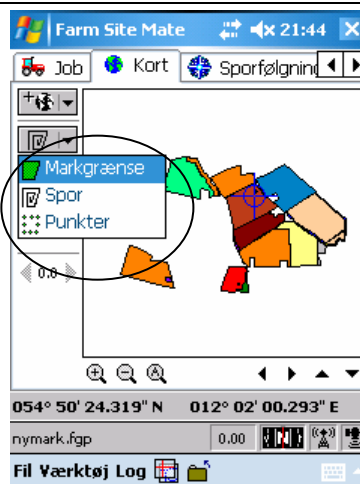 Farm Site Mate 21:44
Job Kort Sporfølgning
Markgrænse
Spor
Punkter
0.0
054° 50' 24.319" N 012° 02' 00.293" E
nymark.fgp 0.00
Fil Værktøj Log